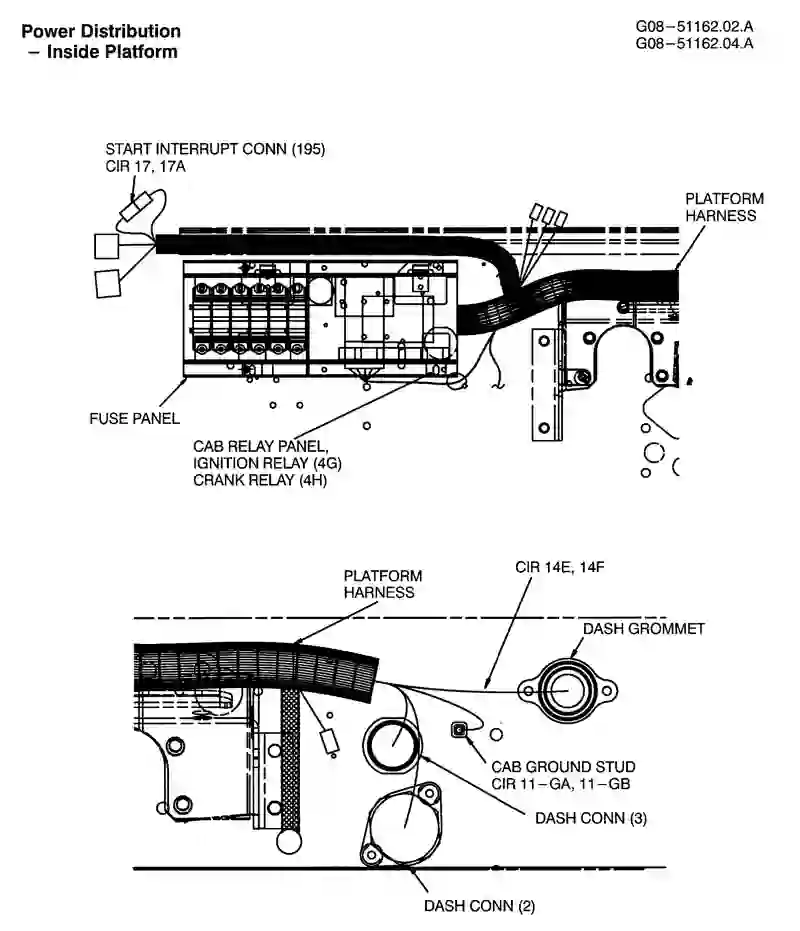 Power Distribution
– Inside Platform
G08–51162.02.A
G08–51162.04.A
START INTERRUPT CONN (195)
CIR 17, 17A
PLATFORM
HARNESS
FUSE PANEL
CAB RELAY PANEL,
IGNITION RELAY (4G)
CRANK RELAY (4H)
CIR 14E, 14F
PLATFORM
HARNESS
DASH GROMMET
CAB GROUND STUD
CIR 11–GA, 11–GB
DASH CONN (3)
DASH CONN (2)